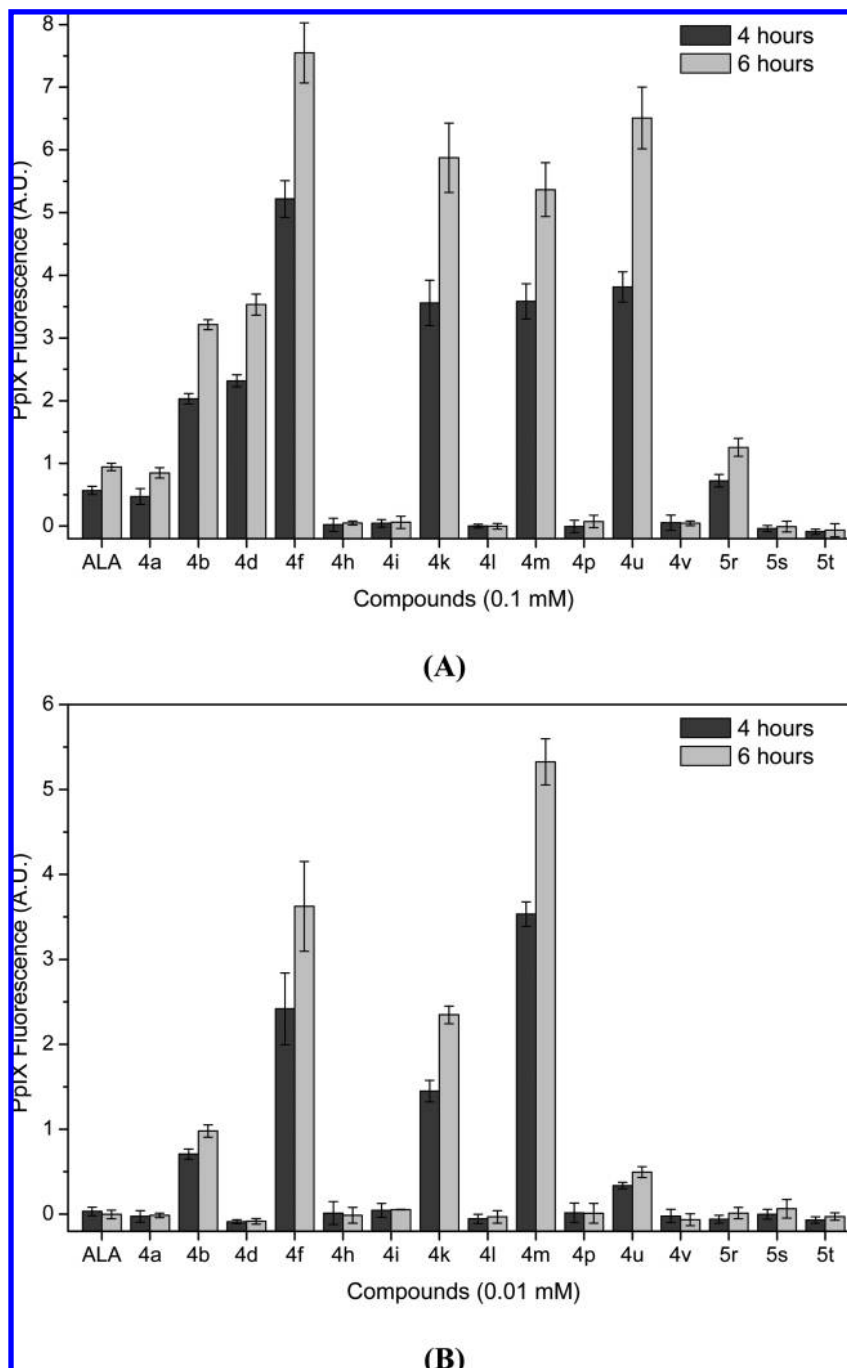 8
7
6
5
4
3
2
1
0
PpIX Fluorescence (A.U.)
4 hours
6 hours
ALA 4a 4b 4d 4f 4h 4i 4k 4l 4m 4p 4u 4v 5r 5s 5t
Compounds (0.1 mM)
(A)
6
5
4
3
2
1
0
PpIX Fluorescence (A.U.)
4 hours
6 hours
ALA 4a 4b 4d 4f 4h 4i 4k 4l 4m 4p 4u 4v 5r 5s 5t
Compounds (0.01 mM)
(B)